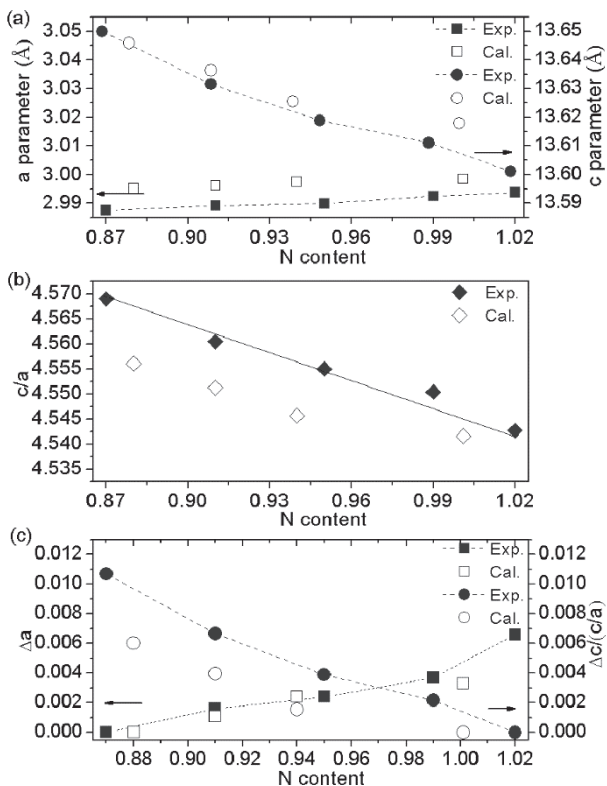 (a)
3.05
3.04
3.03
3.02
3.01
3.00
2.99
a parameter (Å)
Exp.
Cal.
Exp.
Cal.
13.65
13.64
13.63
13.62
13.61
13.60
13.59
c parameter (Å)
0.87 0.90 0.93 0.96 0.99 1.02
N content
(b)
4.570
4.565
4.560
4.555
4.550
4.545
4.540
4.535
c/a
Exp.
Cal.
0.87 0.90 0.93 0.96 0.99 1.02
N content
(c)
0.012
0.010
0.008
0.006
0.004
0.002
0.000
Δa
Exp.
Cal.
Exp.
Cal.
0.012
0.010
0.008
0.006
0.004
0.002
0.000
Δc/(c/a)
0.88 0.90 0.92 0.94 0.96 0.98 1.00 1.02
N content